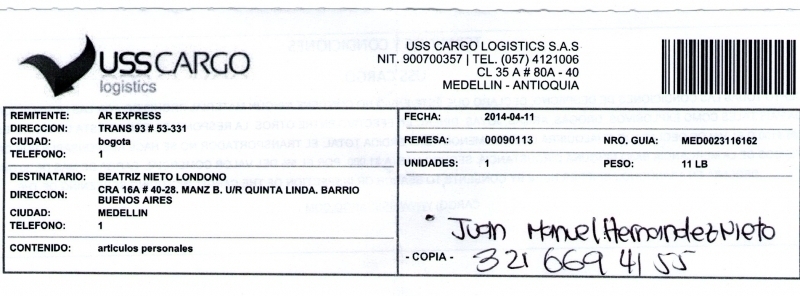 USSCARGO
logistics
USS CARGO LOGISTICS S.A.S
NIT. 900700357 | TEL. (057) 4121006
CL 35 A # 80A - 40
MEDELLIN - ANTIOQUIA
REMITENTE: AR EXPRESS
DIRECCION: TRANS 93 # 53-331
CIUDAD: bogota
TELEFONO: 1
DESTINATARIO: BEATRIZ NIETO LONDONO
DIRECCION: CRA 16A # 40-28. MANZ B. U/R QUINTA LINDA. BARRIO
BUENOS AIRES
CIUDAD: MEDELLIN
TELEFONO: 1
CONTENIDO: articulos personales
FECHA: 2014-04-11
REMESA: 00090113 NRO. GUIA: MED0023116162
UNIDADES: 1 PESO: 11 LB
Juan Manuel Hernandez Nieto
- COPIA - 321 669 41 55